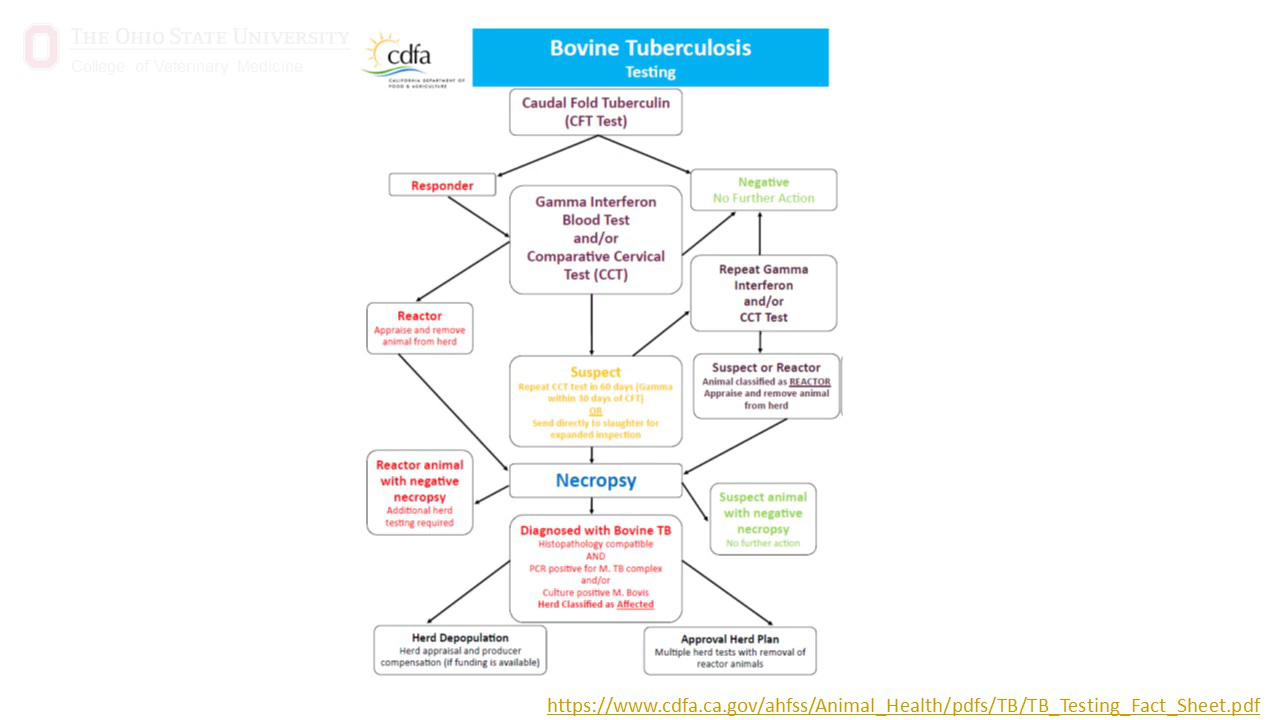 THE OHIO STATE UNIVERSITY
College of Veterinary Medicine
cdfa
CALIFORNIA DEPARTMENT OF
FOOD & AGRICULTURE
Bovine Tuberculosis
Testing
Caudal Fold Tuberculin
(CFT Test)
Responder
Negative
No Further Action
Gamma Interferon
Blood Test
and/or
Comparative Cervical
Test (CCT)
Repeat Gamma
Interferon
and/or
CCT Test
Reactor
Appraise and remove
animal from herd
Suspect
Repeat CCT test in 60 days (Gamma
within 30 days of CFT)
OR
Send directly to slaughter for
expanded inspection
Suspect or Reactor
Animal classified as REACTOR
Appraise and remove animal
from herd
Reactor animal
with negative
necropsy
Additional herd
testing required
Necropsy
Suspect animal
with negative
necropsy
No further action
Diagnosed with Bovine TB
Histopathology compatible
AND
PCR positive for M. TB complex
and/or
Culture positive M. Bovis
Herd Classified as Affected
Herd Depopulation
Herd appraisal and producer
compensation (if funding is available)
Approval Herd Plan
Multiple herd tests with removal of
reactor animals
https://www.cdfa.ca.gov/ahfss/Animal_Health/pdfs/TB/TB_Testing_Fact_Sheet.pdf